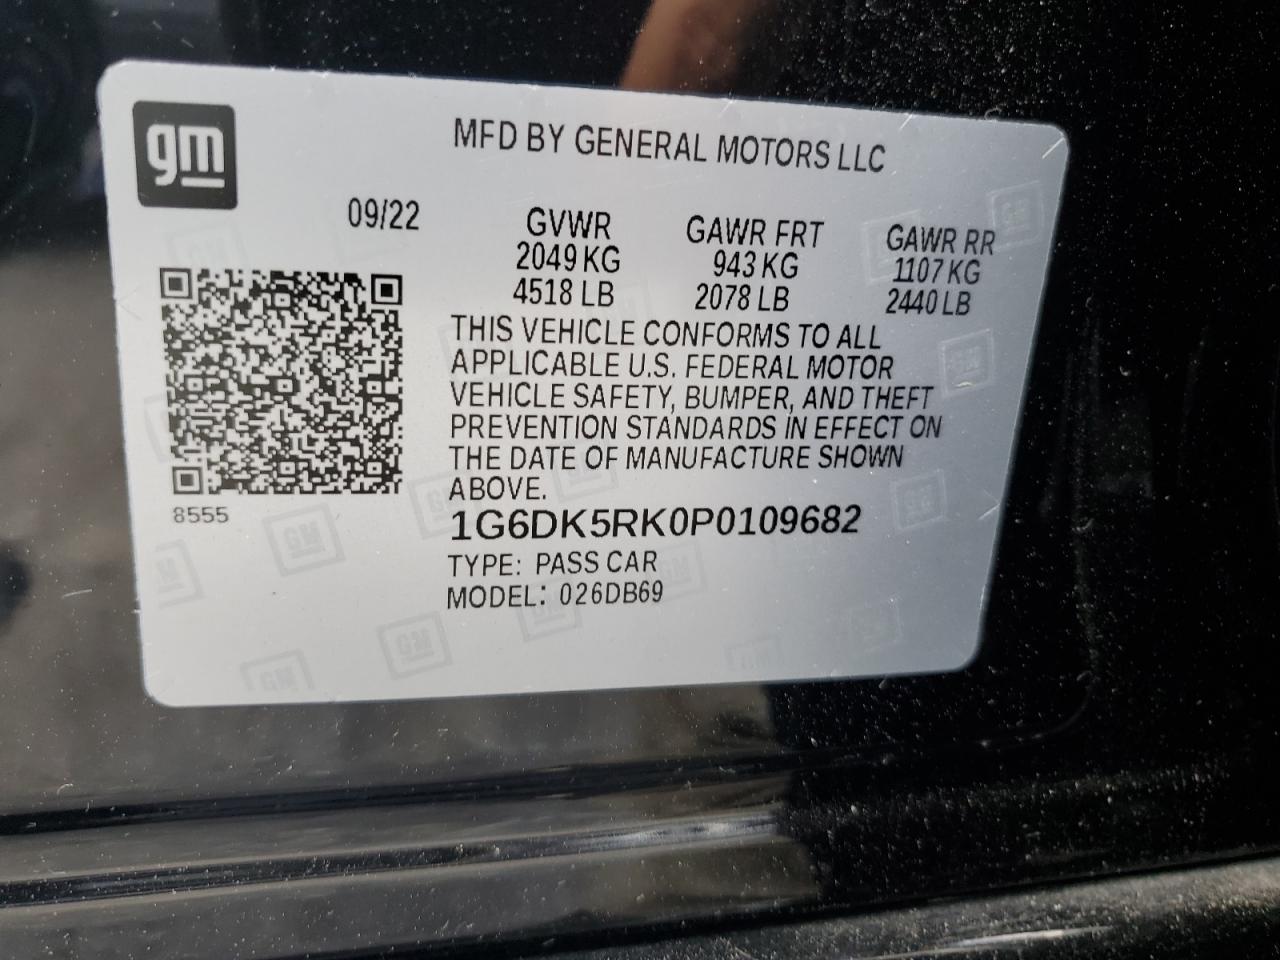 gm
MFD BY GENERAL MOTORS LLC
09/22
GVWR
2049 KG
4518 LB
GAWR FRT
943 KG
2078 LB
GAWR RR
1107 KG
2440 LB
THIS VEHICLE CONFORMS TO ALL
APPLICABLE U.S. FEDERAL MOTOR
VEHICLE SAFETY, BUMPER, AND THEFT
PREVENTION STANDARDS IN EFFECT ON
THE DATE OF MANUFACTURE SHOWN
ABOVE.
8555
1G6DK5RK0P0109682
TYPE: PASS CAR
MODEL: 026DB69